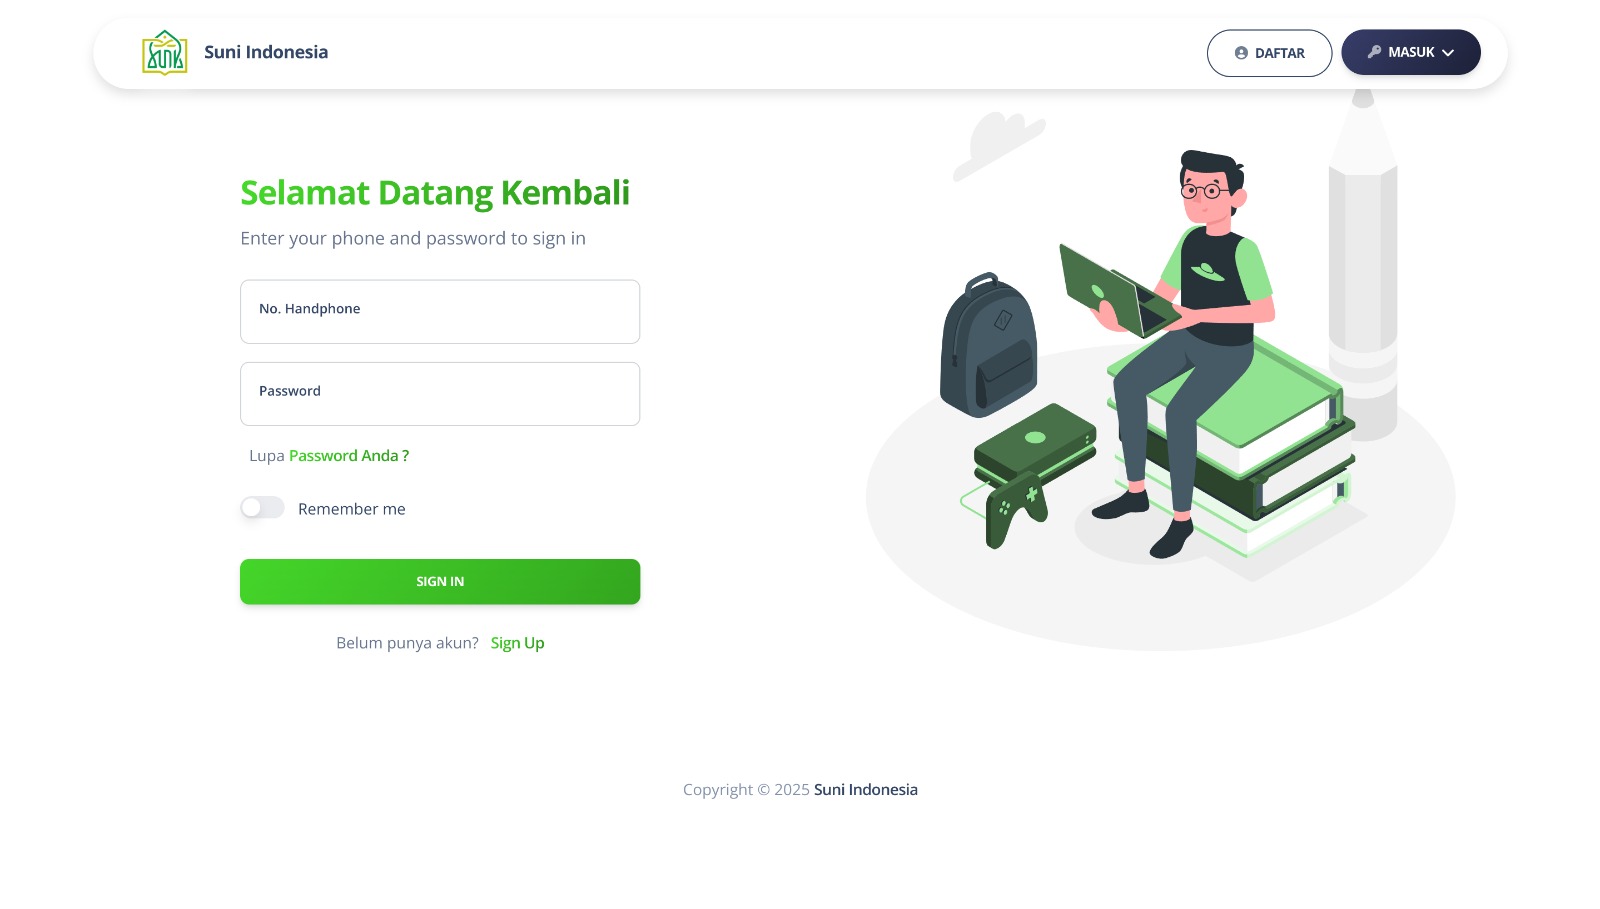 Suni Indonesia
DAFTAR
MASUK
Selamat Datang Kembali
Enter your phone and password to sign in
No. Handphone
Password
Lupa Password Anda ?
Remember me
SIGN IN
Belum punya akun? Sign Up
Copyright © 2025 Suni Indonesia